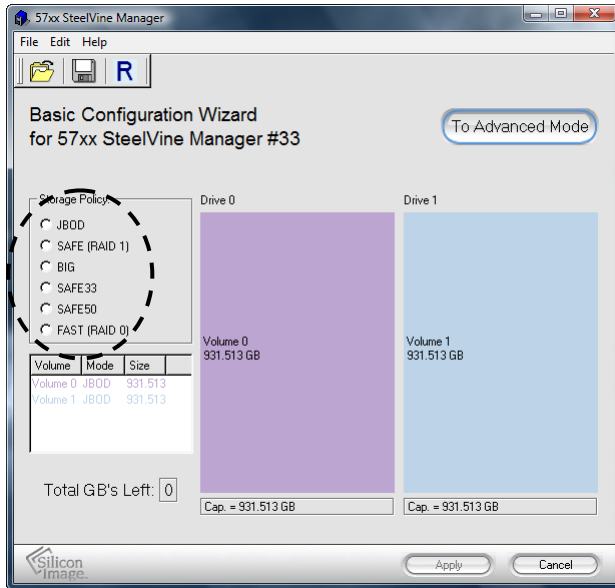 57xx SteelVine Manager
File Edit Help
R
Basic Configuration Wizard
for 57xx SteelVine Manager #33
To Advanced Mode
Storage Policy:
JBOD
SAFE (RAID 1)
BIG
SAFE33
SAFE50
FAST (RAID 0)
Drive 0
Volume 0
931.513 GB
Cap. = 931.513 GB
Drive 1
Volume 1
931.513 GB
Cap. = 931.513 GB
Volume Mode Size
Volume 0 JBOD 931.513
Volume 1 JBOD 931.513
Total GB's Left: 0
Silicon
Image.
Apply Cancel